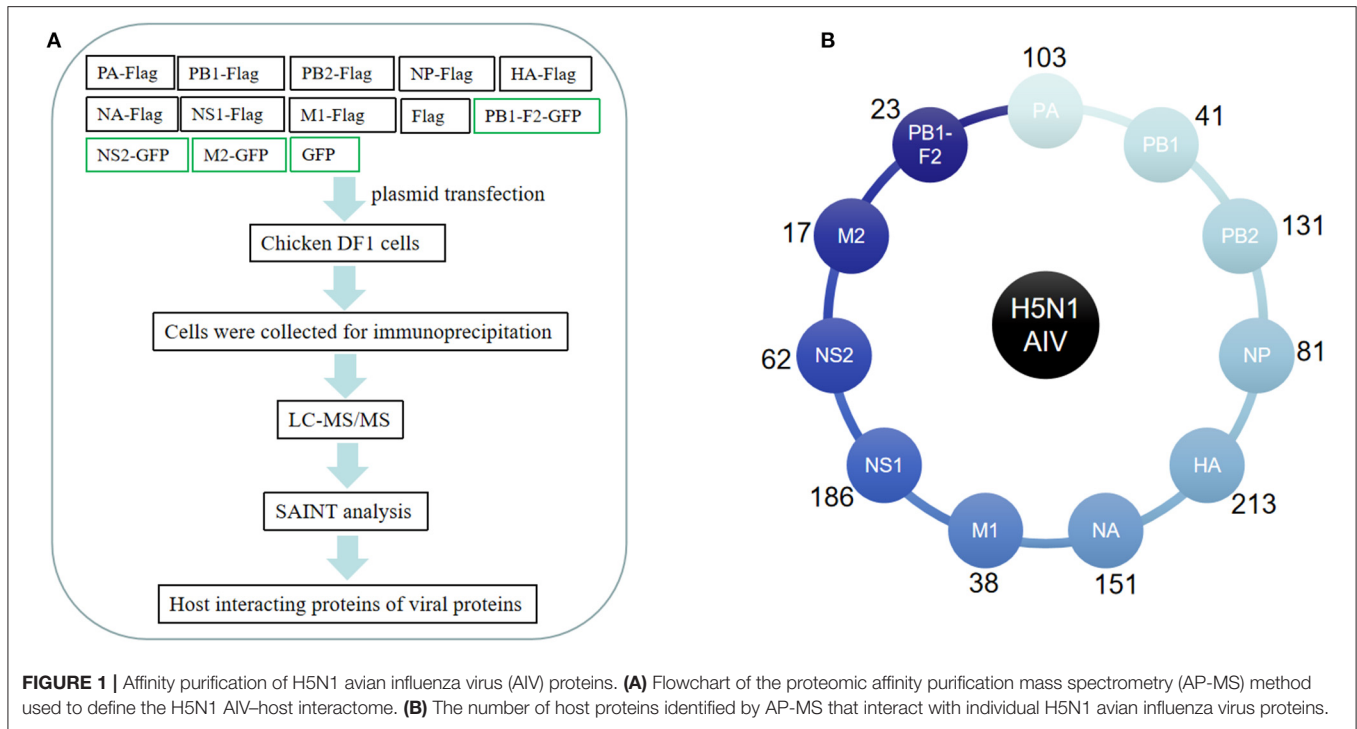 A
PA-Flag PB1-Flag PB2-Flag NP-Flag HA-Flag
NA-Flag NS1-Flag M1-Flag Flag PB1-F2-GFP
NS2-GFP M2-GFP GFP
plasmid transfection
Chicken DF1 cells
Cells were collected for immunoprecipitation
LC-MS/MS
SAINT analysis
Host interacting proteins of viral proteins
B
103
PA
41
PB1
131
PB2
81
NP
213
HA
151
NA
38
M1
186
NS1
62
NS2
17
M2
23
PB1-
F2
H5N1
AIV
FIGURE 1 | Affinity purification of H5N1 avian influenza virus (AIV) proteins. (A) Flowchart of the proteomic affinity purification mass spectrometry (AP-MS) method
used to define the H5N1 AIV–host interactome. (B) The number of host proteins identified by AP-MS that interact with individual H5N1 avian influenza virus proteins.